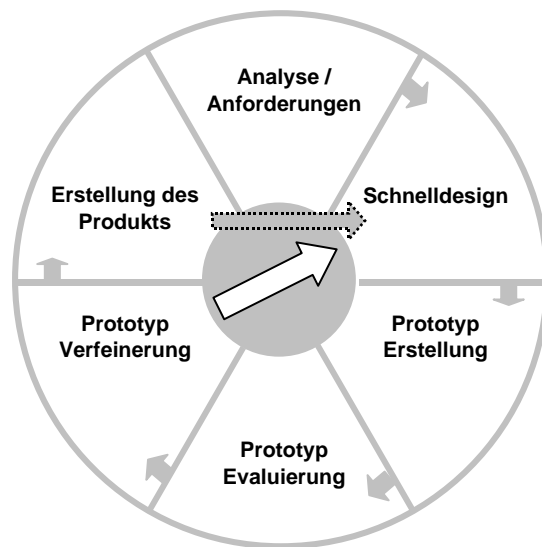 Analyse /
Anforderungen
Schnelldesign
Prototyp
Erstellung
Prototyp
Evaluierung
Prototyp
Verfeinerung
Erstellung des
Produkts